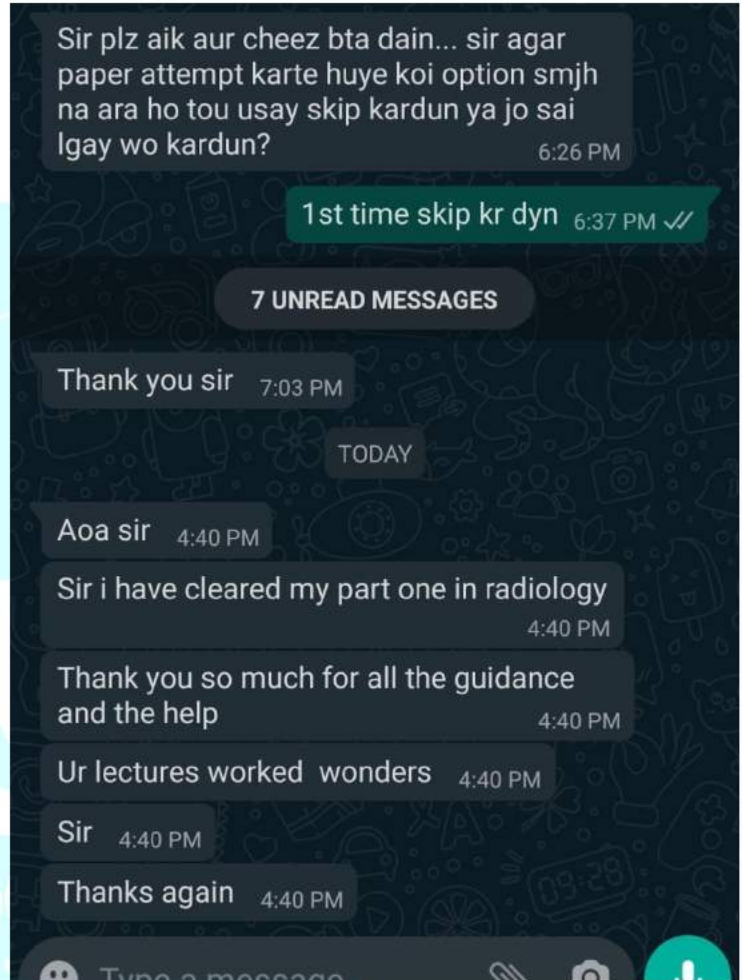 Sir plz aik aur cheez bta dain... sir agar
paper attempt karte huye koi option smjh
na ara ho tou usay skip kardun ya jo sai
lgay wo kardun?
6:26 PM
1st time skip kr dyn 6:37 PM
7 UNREAD MESSAGES
Thank you sir 7:03 PM
TODAY
Aoa sir 4:40 PM
Sir i have cleared my part one in radiology
4:40 PM
Thank you so much for all the guidance
and the help 4:40 PM
Ur lectures worked wonders 4:40 PM
Sir 4:40 PM
Thanks again 4:40 PM
Type a message